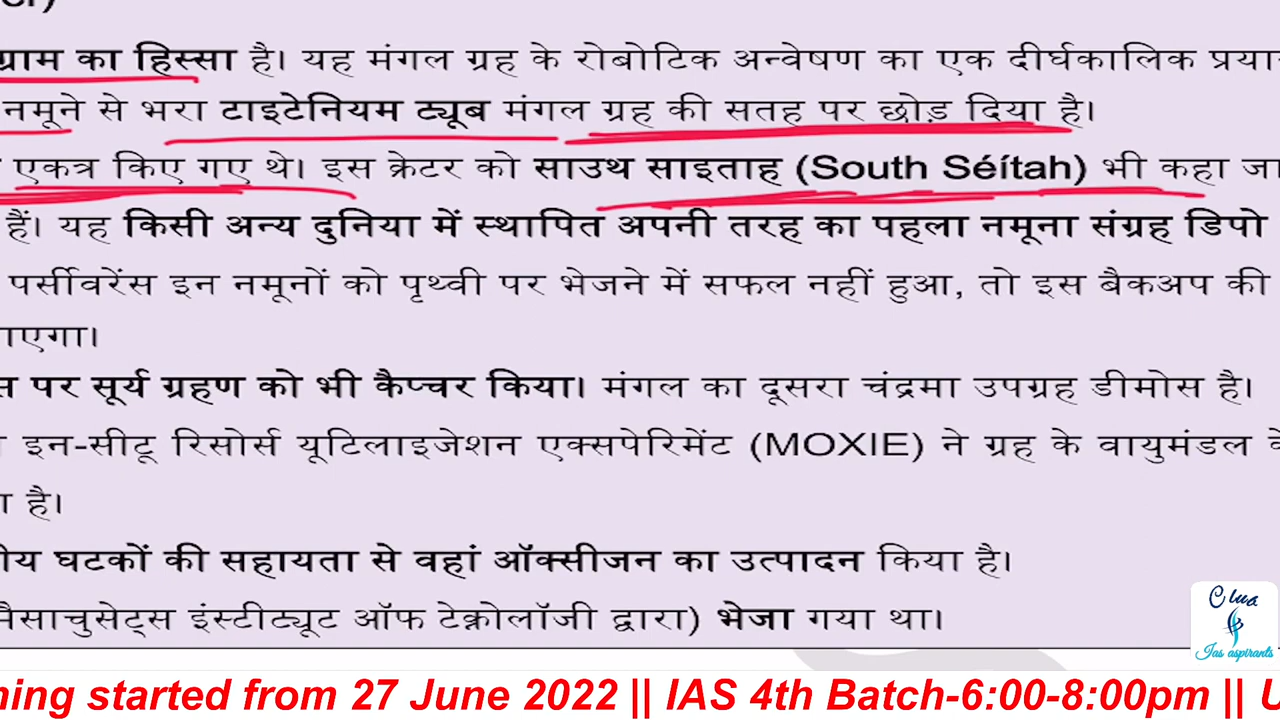 ग्राम का हिस्सा है। यह मंगल ग्रह के रोबोटिक अन्वेषण का एक दीर्घकालिक
नमूने से भरा टाइटेनियम ट्यूब मंगल ग्रह की सतह पर छोड़ दिया है।
एकत्र किए गए थे। इस क्रेटर को साउथ साइताह (South Séítah) भी कहा जा
हैं। यह किसी अन्य दुनिया में स्थापित अपनी तरह का पहला नमूना संग्रह डिपो
पर्सीवरेंस इन नमूनों को पृथ्वी पर भेजने में सफल नहीं हुआ, तो इस बैकअप की
ाएगा।
पर सूर्य ग्रहण को भी कैप्चर किया। मंगल का दूसरा चंद्रमा उपग्रह डीमोस है।
इन-सीटू रिसोर्स यूटिलाइजेशन एक्सपेरिमेंट (MOXIE) ने ग्रह के वायुमंडल
है।
ीय घटकों की सहायता से वहां ऑक्सीजन का उत्पादन किया है।
मैसाचुसेट्स इंस्टीट्यूट ऑफ टेक्नोलॉजी द्वारा) भेजा गया था।
Clue
Ias aspirants
ning started from 27 June 2022 || IAS 4th Batch-6:00-8:00pm || U